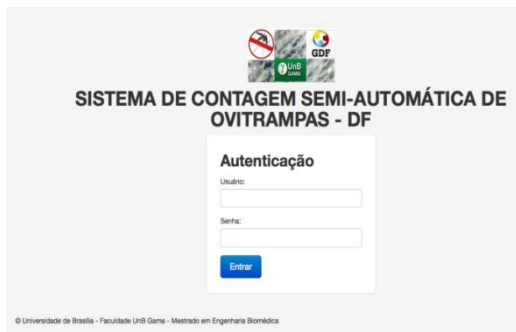 GDF
UnB
GAMA
SISTEMA DE CONTAGEM SEMI-AUTOMÁTICA DE
OVITRAMPAS - DF
Autenticação
Usuário:
Senha:
Entrar
© Universidade de Brasília - Faculdade UnB Gama - Mestrado em Engenharia Biomédica